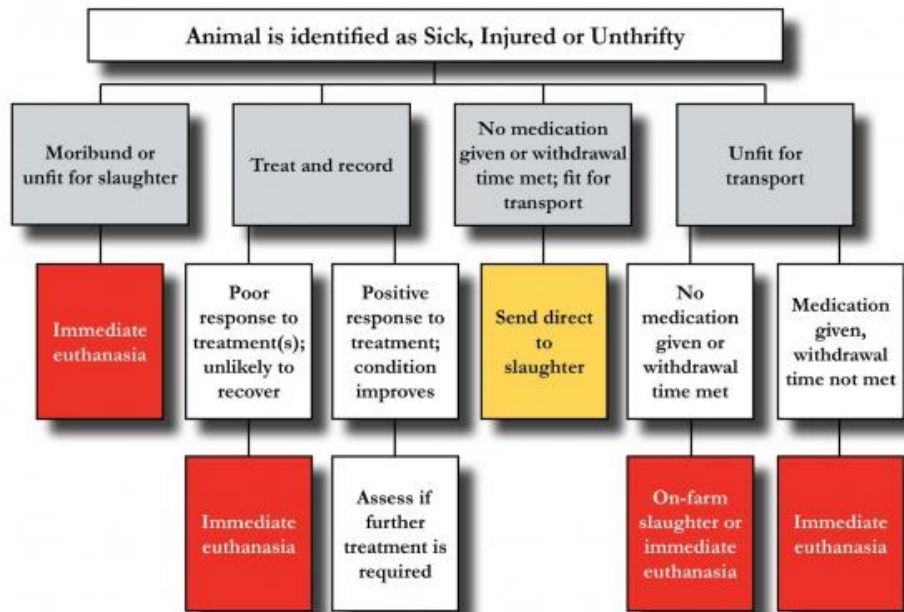 Animal is identified as Sick, Injured or Unthrifty
Moribund or
unfit for slaughter
Treat and record
No medication
given or withdrawal
time met; fit for
transport
Unfit for
transport
Immediate
euthanasia
Poor
response to
treatment(s);
unlikely to
recover
Positive
response to
treatment;
condition
improves
Send direct
to
slaughter
No
medication
given or
withdrawal
time met
Medication
given,
withdrawal
time not met
Immediate
euthanasia
Assess if
further
treatment is
required
On-farm
slaughter or
immediate
euthanasia
Immediate
euthanasia